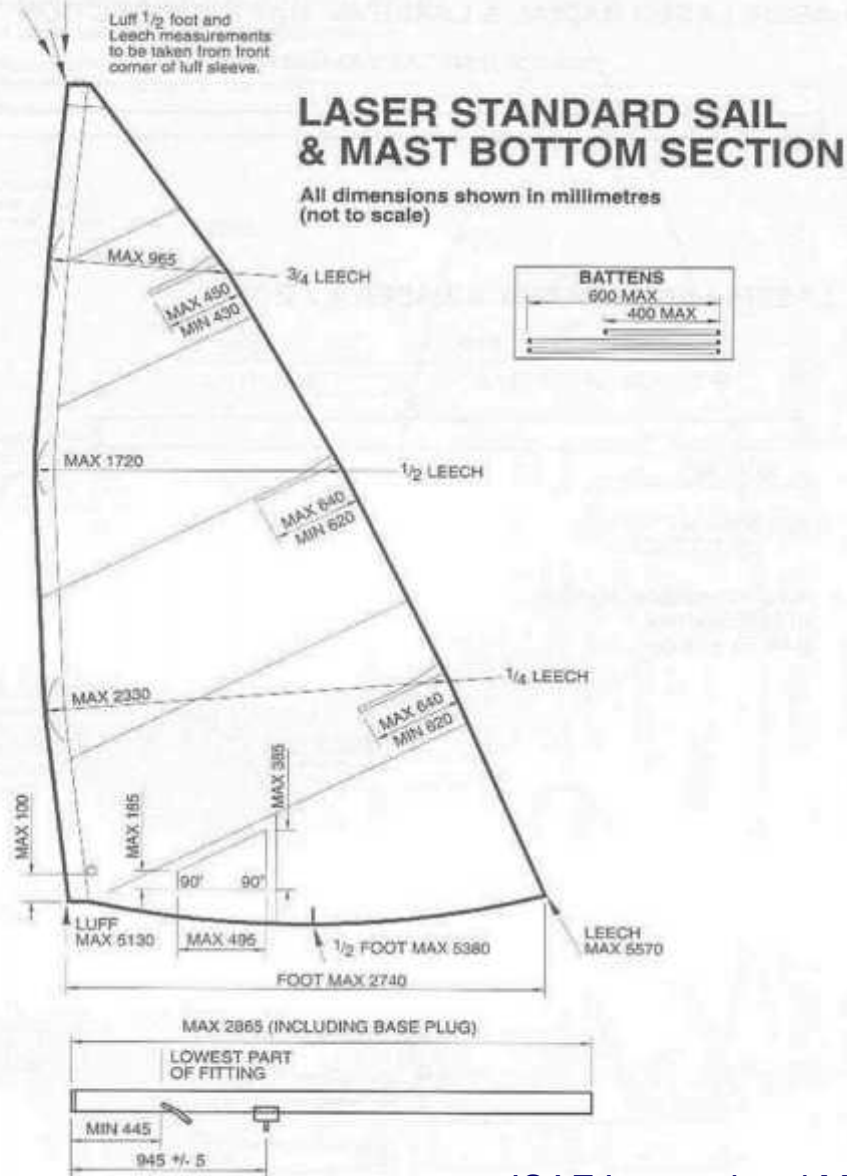 Luff 1/2 foot and
Leech measurements
to be taken from front
corner of luff sleeve.
LASER STANDARD SAIL
& MAST BOTTOM SECTION
All dimensions shown in millimetres
(not to scale)
MAX 965
3/4 LEECH
MAX 450
MIN 430
BATTENS
600 MAX
400 MAX
MAX 1720
1/2 LEECH
MAX 640
MIN 620
MAX 2330
1/4 LEECH
MAX 640
MIN 620
MAX 100
MAX 185
MAX 385
90°
90°
LUFF
MAX 5130
MAX 495
1/2 FOOT MAX 5380
LEECH
MAX 5570
FOOT MAX 2740
MAX 2865 (INCLUDING BASE PLUG)
LOWEST PART
OF FITTING
MIN 445
945 +/- 5